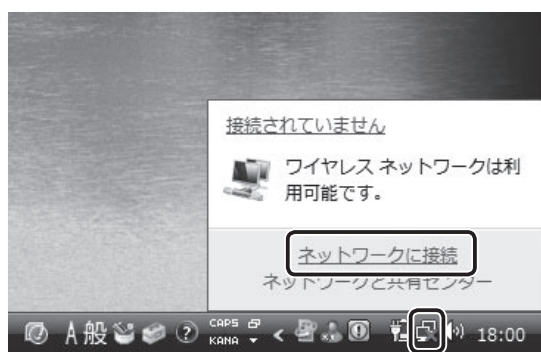 接続されていません
ワイヤレス ネットワークは利
用可能です。
ネットワークに接続
ネットワークと共有センター
A 般 CAPS KANA 18:00